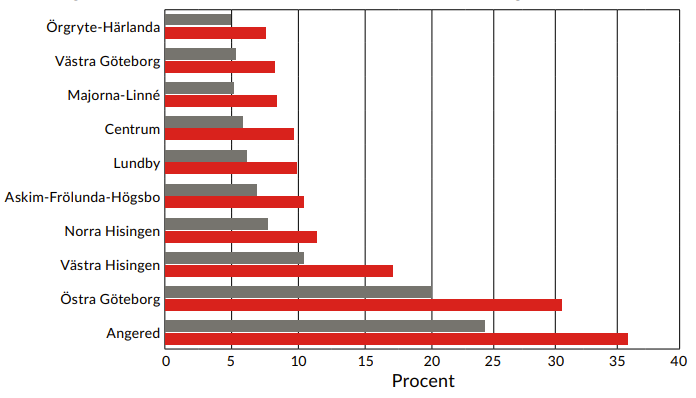 Örgryte-Härlanda
Västra Göteborg
Majorna-Linné
Centrum
Lundby
Askim-Frölunda-Högsbo
Norra Hisingen
Västra Hisingen
Östra Göteborg
Angered
0 5 10 15 20 25 30 35 40
Procent